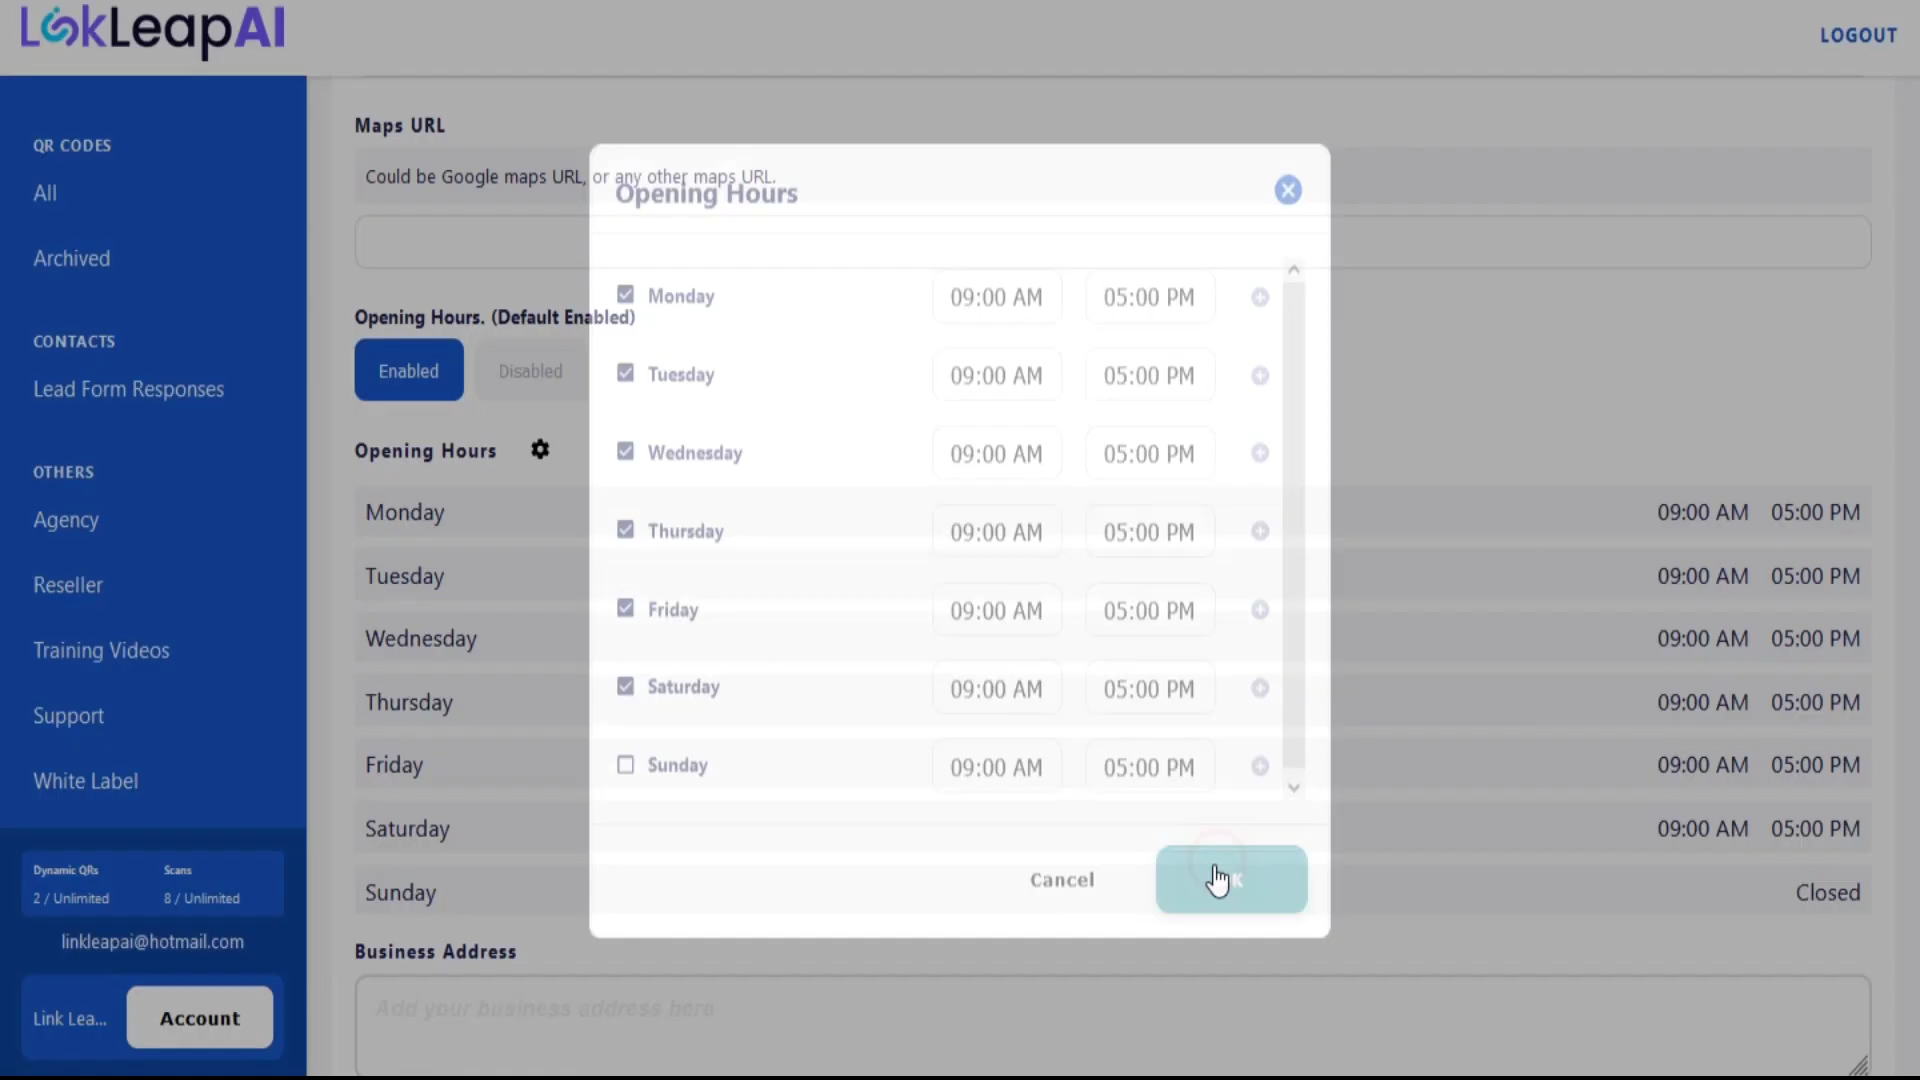 LinkLeapAI
LOGOUT
QR CODES
All
Archived
CONTACTS
Lead Form Responses
OTHERS
Agency
Reseller
Training Videos
Support
White Label
Dynamic QRs Scans
2 / Unlimited 8 / Unlimited
linkleapai@hotmail.com
Link Lea...
Account
Maps URL
Could be Google maps URL, or any other maps URL.
Opening Hours. (Default Enabled)
Enabled
Disabled
Opening Hours
Monday 09:00 AM 05:00 PM
Tuesday 09:00 AM 05:00 PM
Wednesday 09:00 AM 05:00 PM
Thursday 09:00 AM 05:00 PM
Friday 09:00 AM 05:00 PM
Saturday 09:00 AM 05:00 PM
Sunday Closed
Business Address
Add your business address here
Opening Hours
Monday 09:00 AM 05:00 PM
Tuesday 09:00 AM 05:00 PM
Wednesday 09:00 AM 05:00 PM
Thursday 09:00 AM 05:00 PM
Friday 09:00 AM 05:00 PM
Saturday 09:00 AM 05:00 PM
Sunday 09:00 AM 05:00 PM
Cancel